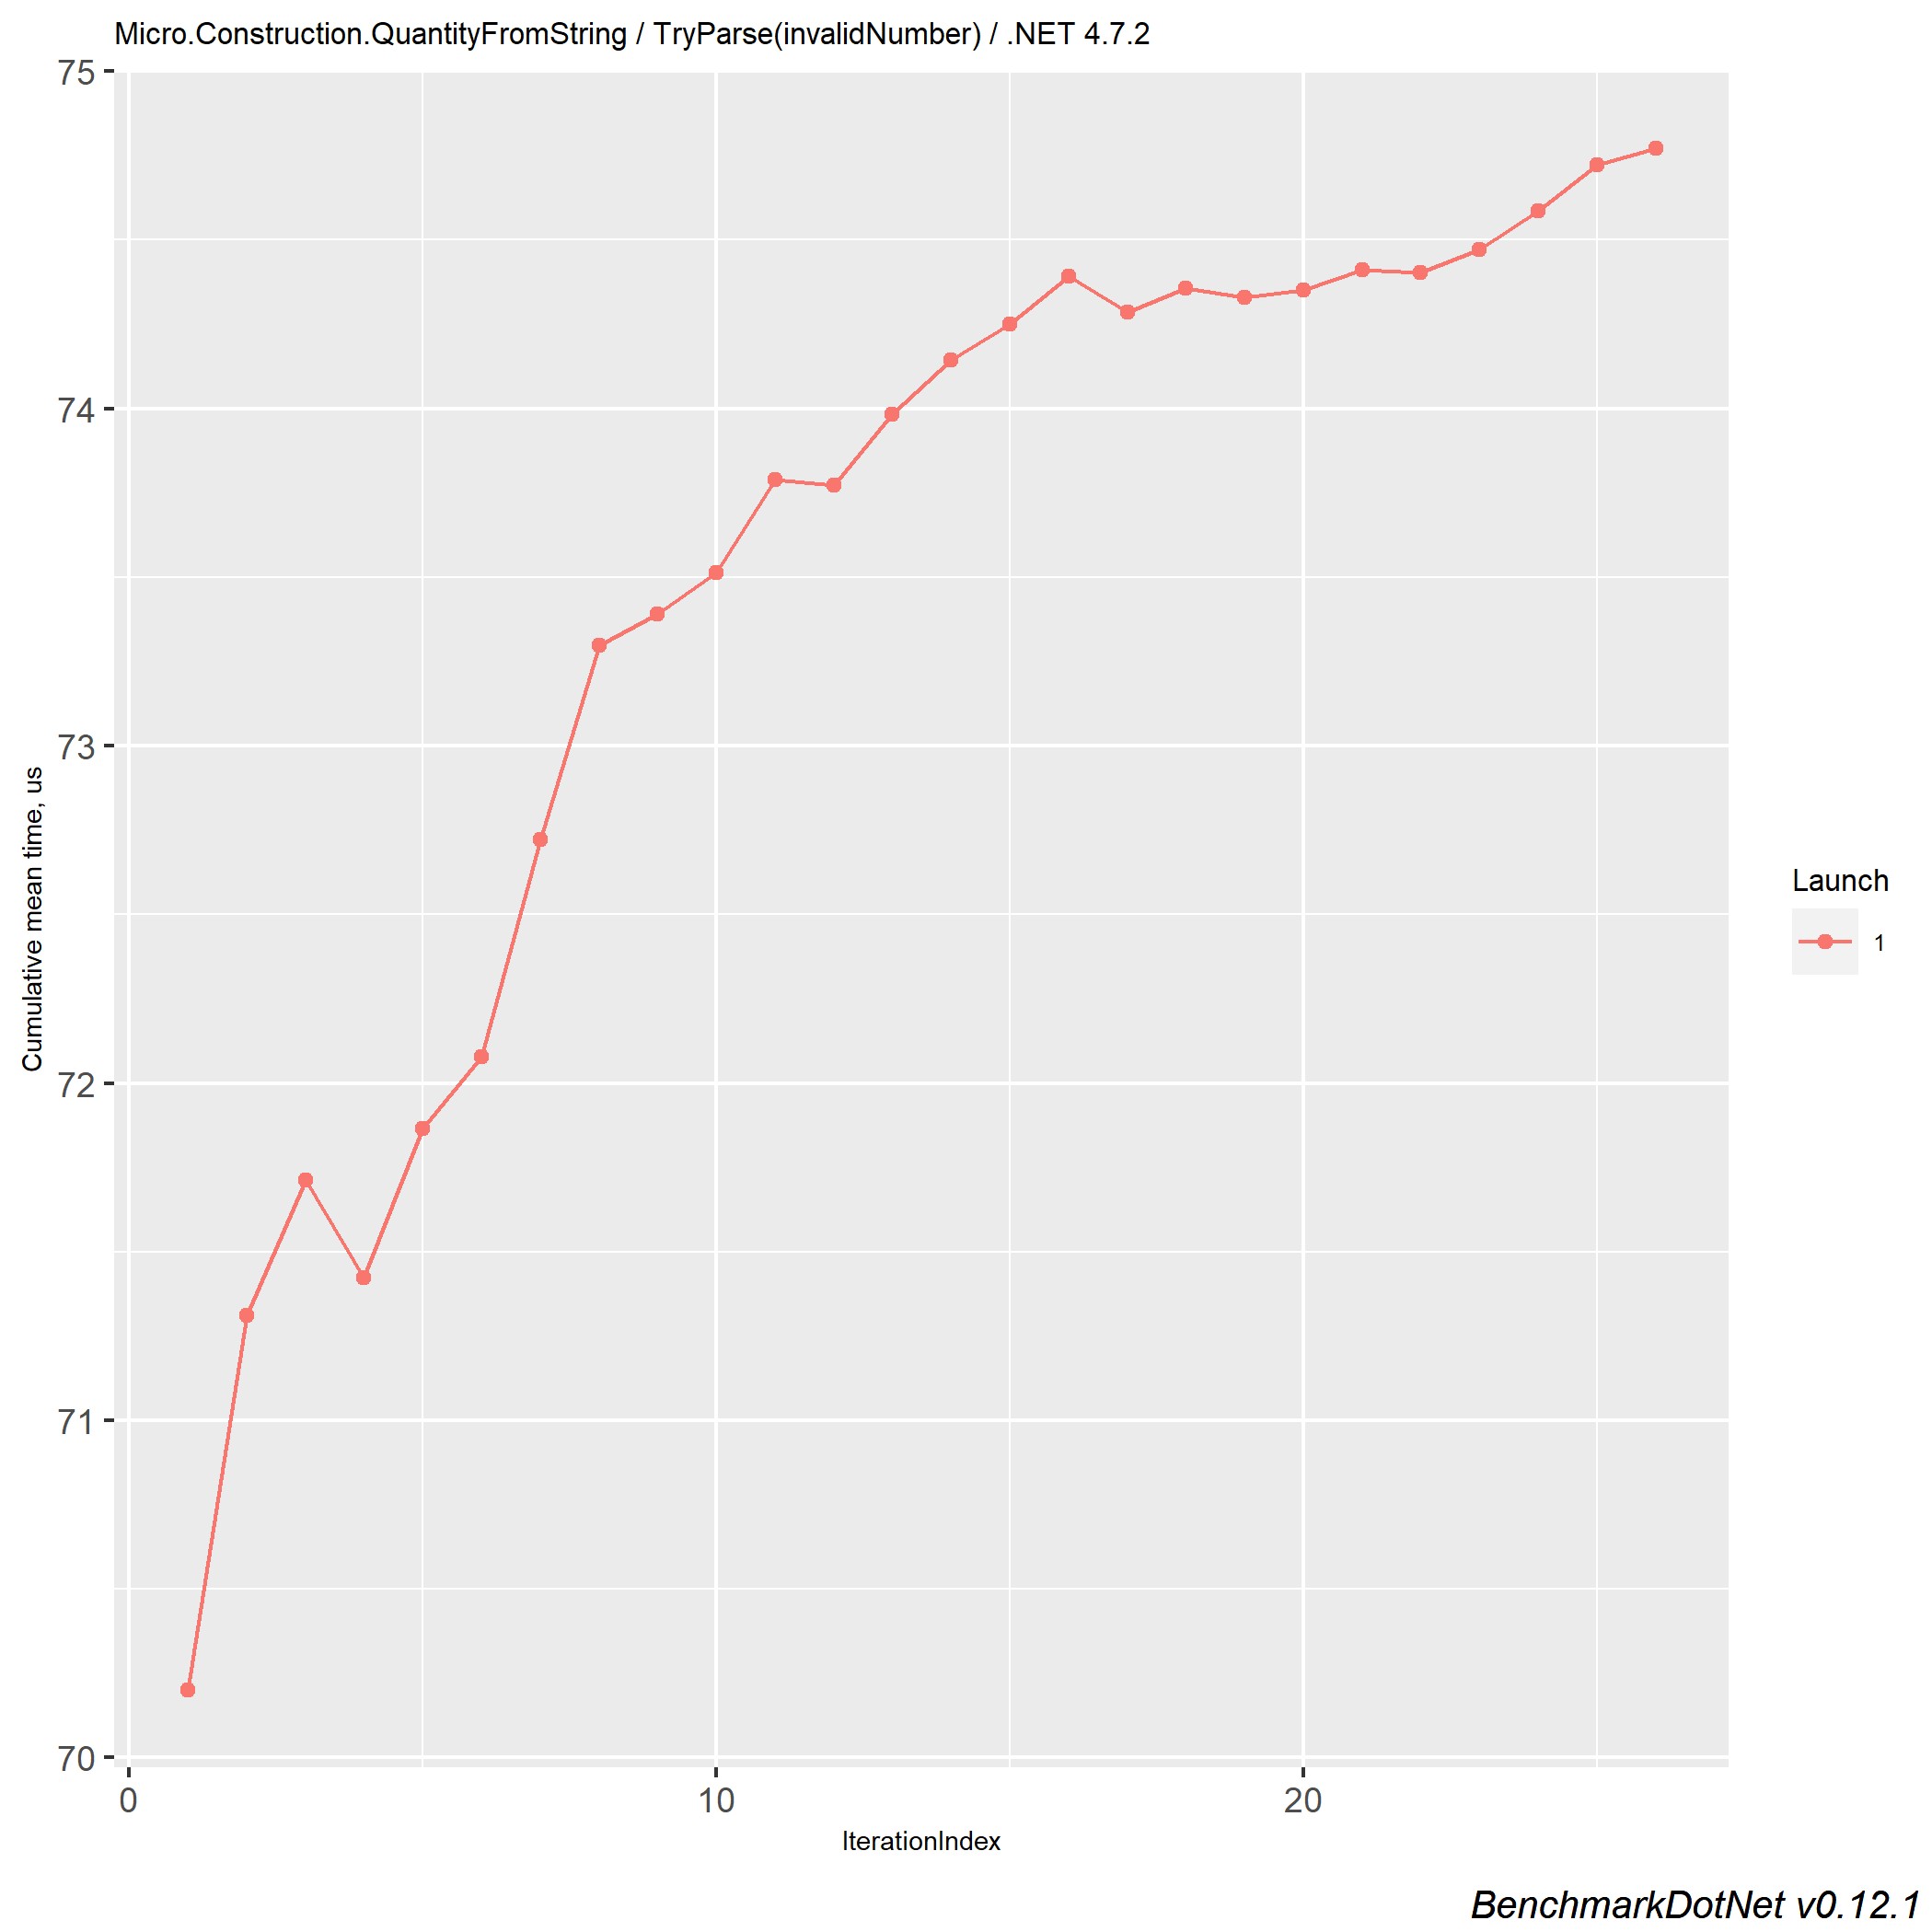 Micro.Construction.QuantityFromString / TryParse(invalidNumber) / .NET 4.7.2
75
74
73
72
71
70
Cumulative mean time, us
0 10 20
IterationIndex
Launch
1
BenchmarkDotNet v0.12.1